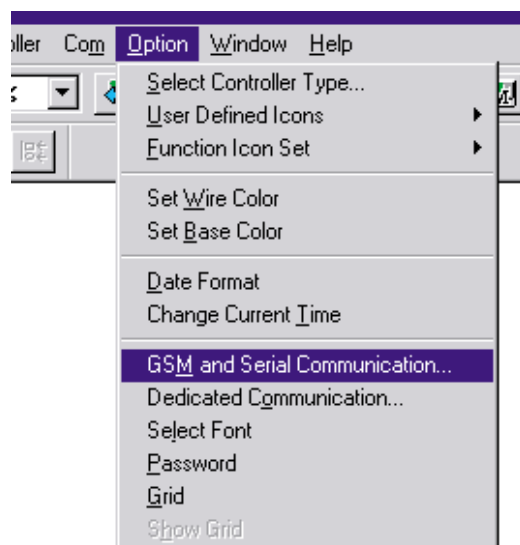 oller Com Option Window Help
Select Controller Type...
User Defined Icons
Function Icon Set
Set Wire Color
Set Base Color
Date Format
Change Current Time
GSM and Serial Communication...
Dedicated Communication...
Select Font
Password
Grid
Show Grid